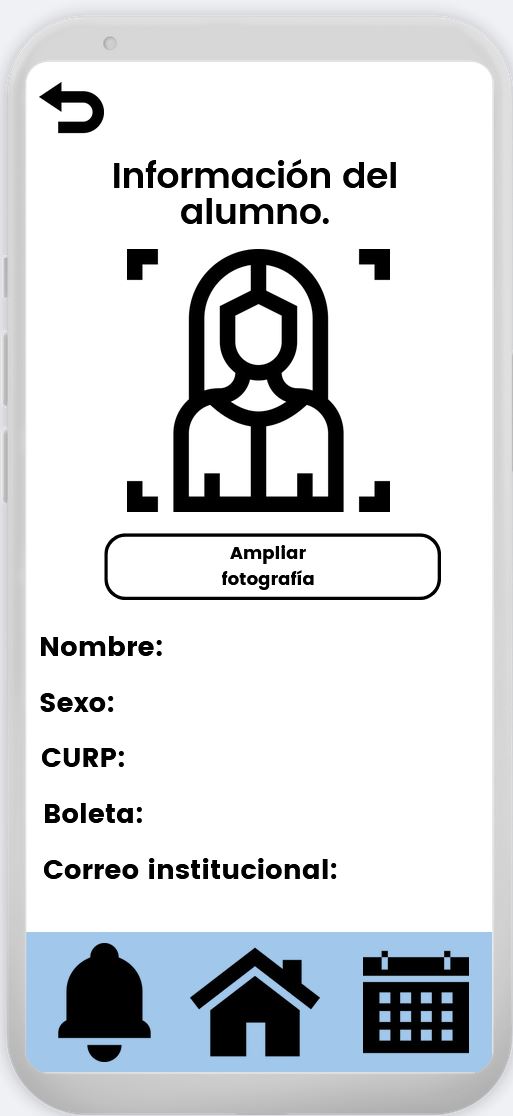 Información del
alumno.
Ampliar
fotografía
Nombre:
Sexo:
CURP:
Boleta:
Correo institucional: